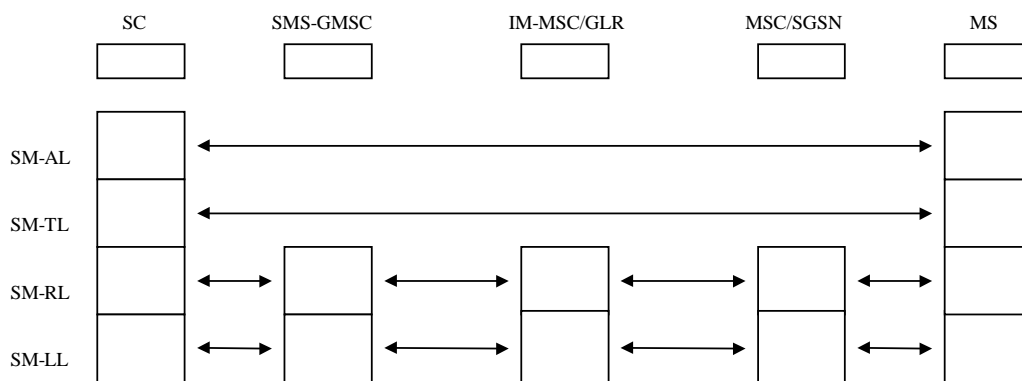 SC SMS-GMSC IM-MSC/GLR MSC/SGSN MS
SM-AL
SM-TL
SM-RL
SM-LL